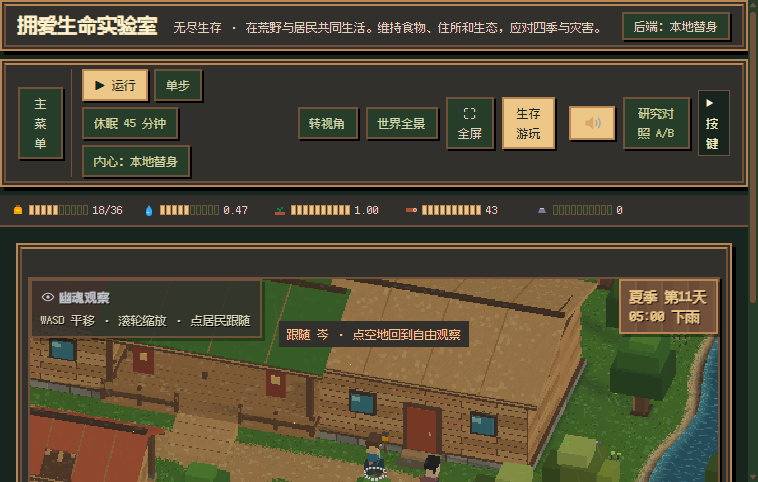 拥爱生命实验室
无尽生存 · 在荒野与居民共同生活。维持食物、住所和生态，应对四季与灾害。
后端：本地替身
主菜单
▶ 运行
单步
休眠 45 分钟
内心：本地替身
转视角
世界全景
全屏
生存游玩
研究对照 A/B
▶ 按键
18/36
0.47
1.00
43
0
幽魂观察
WASD 平移 · 滚轮缩放 · 点居民跟随
跟随 岑 · 点空地回到自由观察
夏季 第11天
05:00 下雨